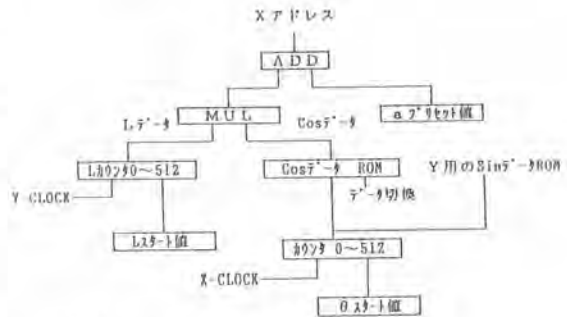 Xアドレス
ADD
Lデータ
MUL
Cosデータ
aプリセット値
Lカウンタ0〜512
Cosデータ ROM
Y用のSinデータROM
Y-CLOCK
データ切換
Lスタート値
カウンタ 0〜512
X-CLOCK
θスタート値